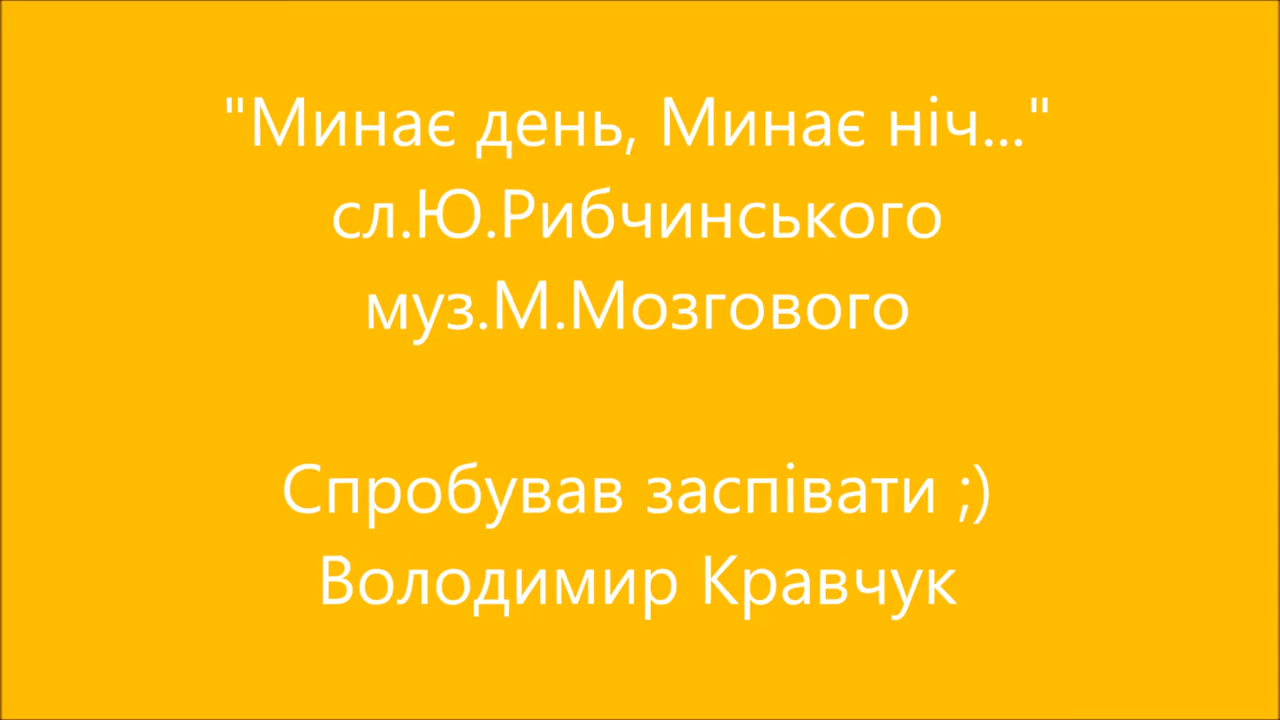 "Минає день, Минає ніч..."
сл.Ю.Рибчинського
муз.М.Мозгового
Спробував заспівати ;)
Володимир Кравчук